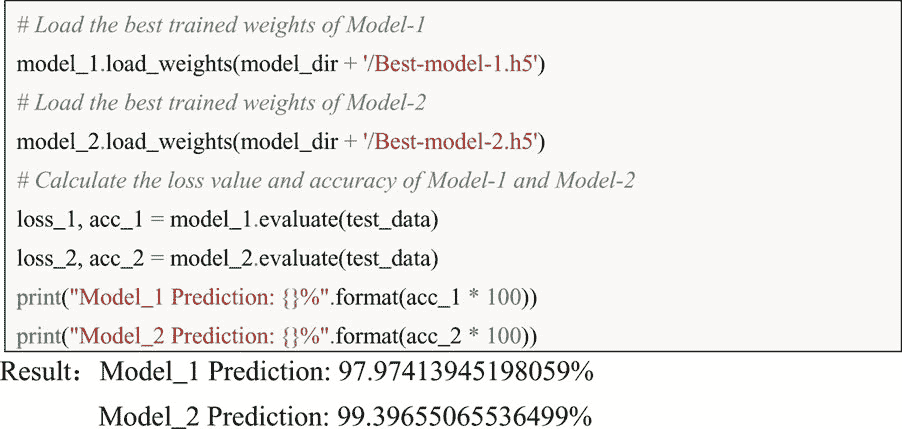 # Load the best trained weights of Model-1
model_1.load_weights(model_dir + '/Best-model-1.h5')
# Load the best trained weights of Model-2
model_2.load_weights(model_dir + '/Best-model-2.h5')
# Calculate the loss value and accuracy of Model-1 and Model-2
loss_1, acc_1 = model_1.evaluate(test_data)
loss_2, acc_2 = model_2.evaluate(test_data)
print("Model_1 Prediction: {}%".format(acc_1 * 100))
print("Model_2 Prediction: {}%".format(acc_2 * 100))
Result： Model_1 Prediction: 97.97413945198059%
Model_2 Prediction: 99.39655065536499%